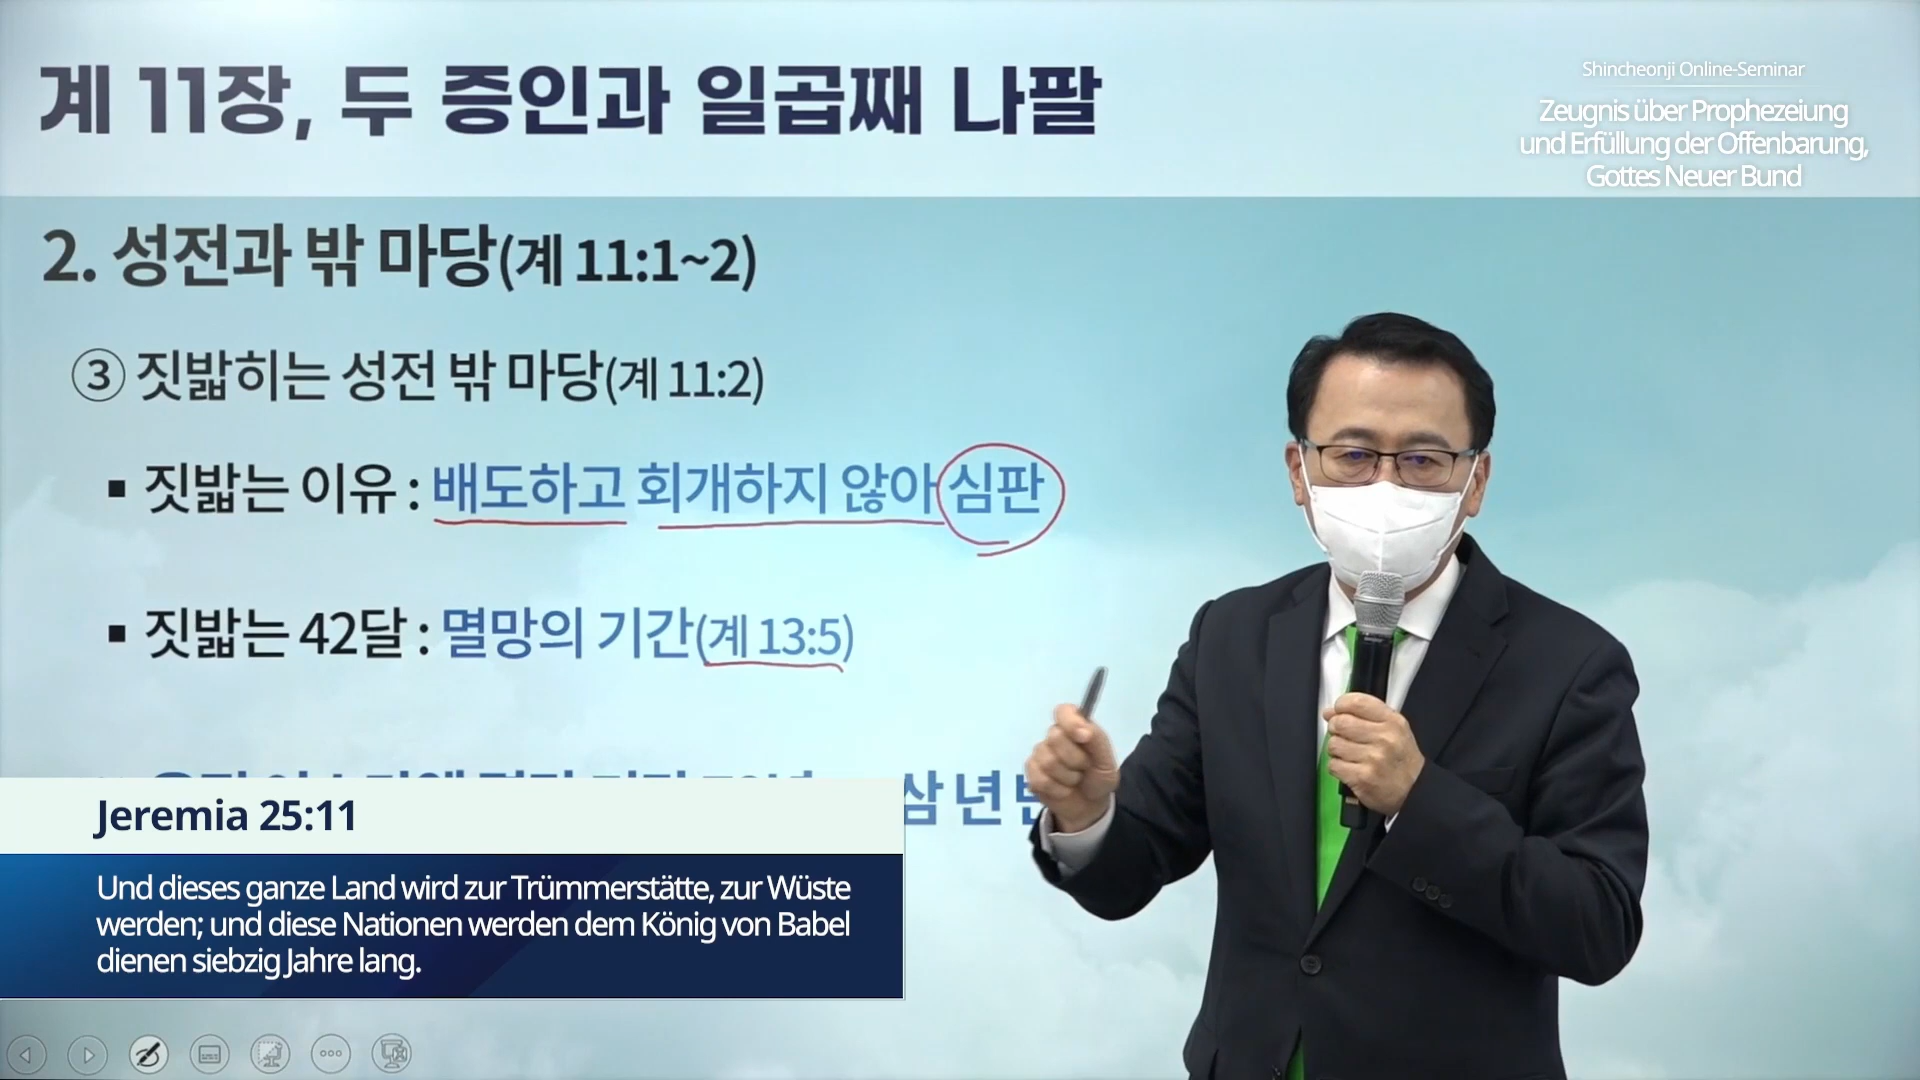 계 11장, 두 증인과 일곱째 나팔
Shincheonji Online-Seminar
Zeugnis über Prophezeiung
und Erfüllung der Offenbarung,
Gottes Neuer Bund
2. 성전과 밖 마당(계 11:1~2)
③ 짓밟히는 성전 밖 마당(계 11:2)
▪ 짓밟는 이유 : 배도하고 회개하지 않아 심판
▪ 짓밟는 42달 : 멸망의 기간(계 13:5)
삼 년
Jeremia 25:11
Und dieses ganze Land wird zur Trümmerstätte, zur Wüste
werden; und diese Nationen werden dem König von Babel
dienen siebzig Jahre lang.